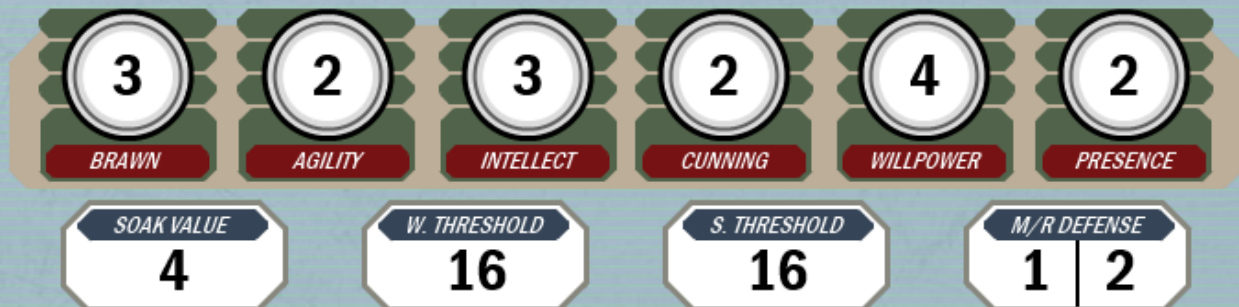 3 2 3 2 4 2
BRAWN AGILITY INTELLECT CUNNING WILLPOWER PRESENCE
SOAK VALUE W. THRESHOLD S. THRESHOLD M/R DEFENSE
4 16 16 1 2